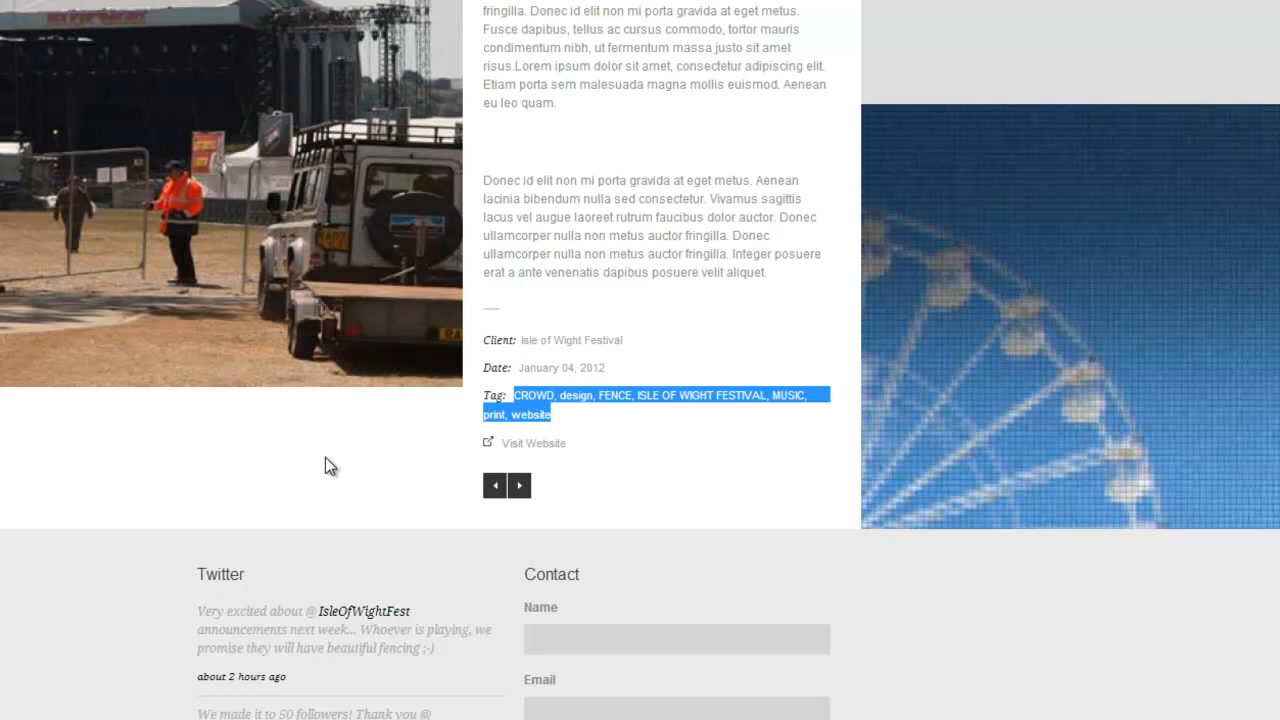 fringilla. Donec id elit non mi porta gravida at eget metus.
Fusce dapibus, tellus ac cursus commodo, tortor mauris
condimentum nibh, ut fermentum massa justo sit amet
risus.Lorem ipsum dolor sit amet, consectetur adipiscing elit.
Etiam porta sem malesuada magna mollis euismod. Aenean
eu leo quam.
Donec id elit non mi porta gravida at eget metus. Aenean
lacinia bibendum nulla sed consectetur. Vivamus sagittis
lacus vel augue laoreet rutrum faucibus dolor auctor. Donec
ullamcorper nulla non metus auctor fringilla. Donec
ullamcorper nulla non metus auctor fringilla. Integer posuere
erat a ante venenatis dapibus posuere velit aliquet.
Client: Isle of Wight Festival
Date: January 04, 2012
Tag: CROWD, design, FENCE, ISLE OF WIGHT FESTIVAL, MUSIC,
print, website
Visit Website
Twitter
Very excited about @IsleOfWightFest
announcements next week... Whoever is playing, we
promise they will have beautiful fencing ;-)
about 2 hours ago
We made it to 50 followers! Thank you @
Contact
Name
Email